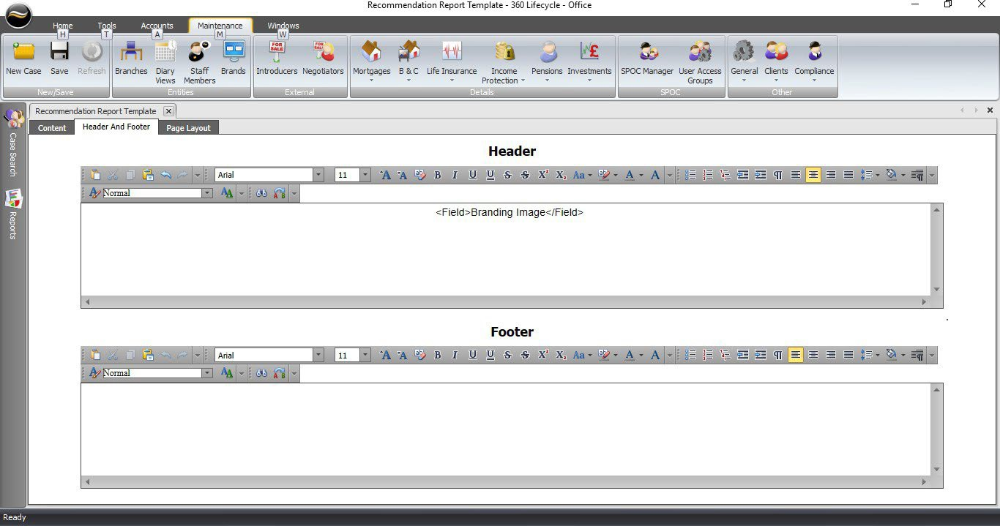 Recommendation Report Template - 360 Lifecycle - Office
Home Tools Accounts Maintenance Windows
H T A M W
New Case Save Refresh Branches Diary Views Staff Members Brands Introducers Negotiators Mortgages B & C Life Insurance Income Protection Pensions Investments SPOC Manager User Access Groups General Clients Compliance
New/Save Entities External Details SPOC Other
Recommendation Report Template
Content Header And Footer Page Layout
Case Search
Reports
Header
Arial 11
Normal
<Field>Branding Image</Field>
Footer
Arial 11
Normal
Ready